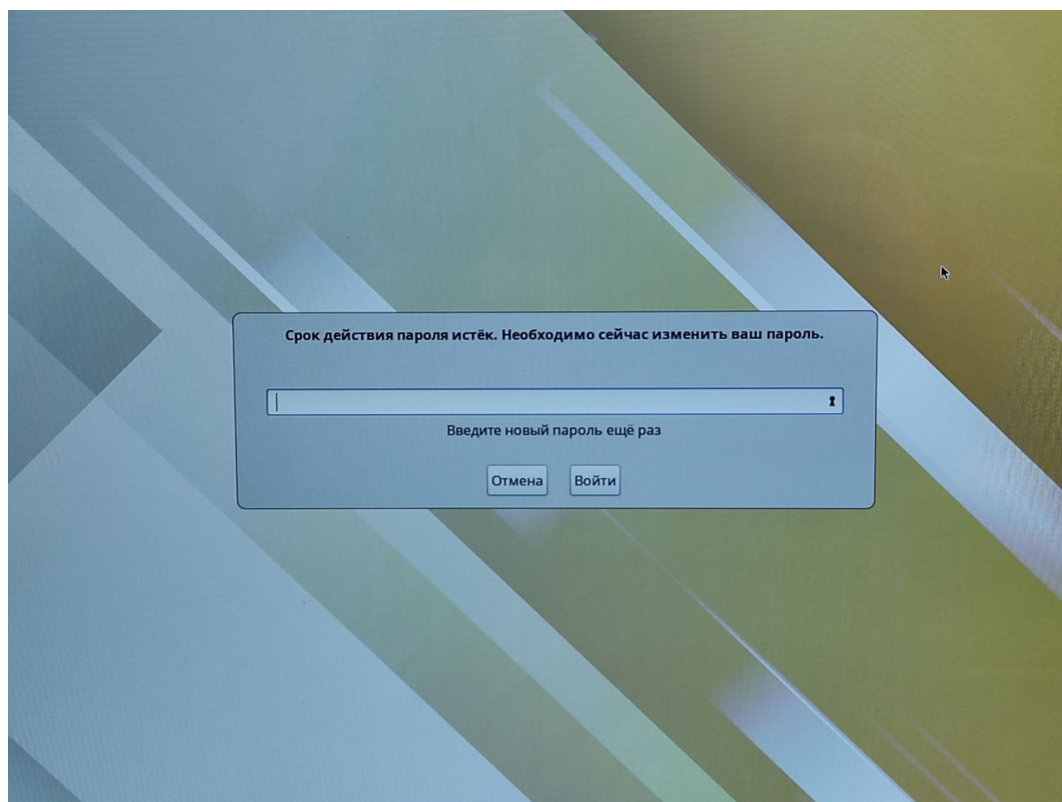 Срок действия пароля истёк. Необходимо сейчас изменить ваш пароль.
Введите новый пароль ещё раз
Отмена Войти